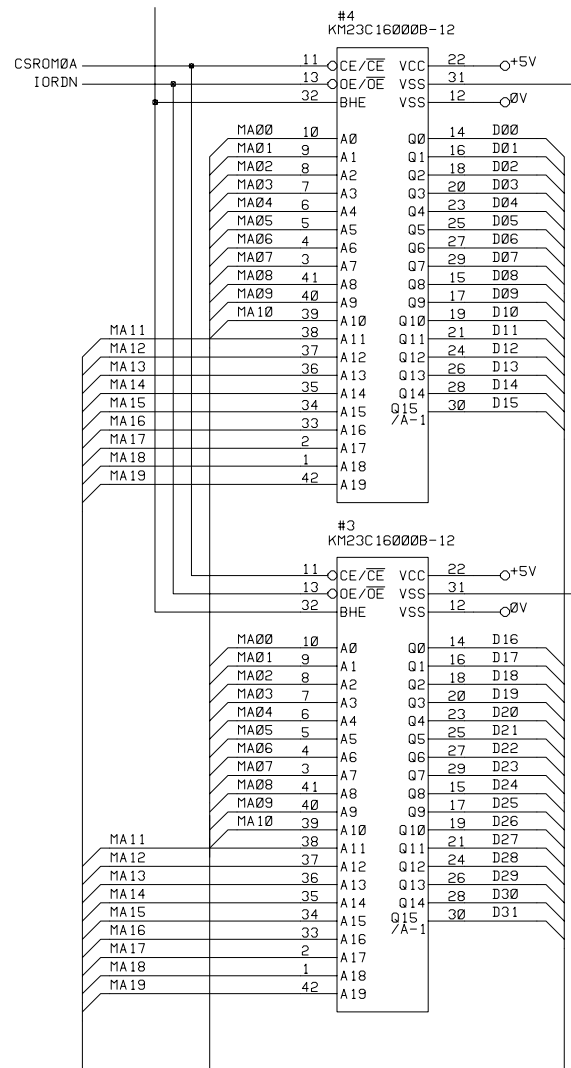 #4
KM23C16000B-12
CSROM0A 11 CE/CE VCC 22 +5V
IORDN 13 OE/OE VSS 31
32 BHE VSS 12 0V
MA00 10 A0 Q0 14 D00
MA01 9 A1 Q1 16 D01
MA02 8 A2 Q2 18 D02
MA03 7 A3 Q3 20 D03
MA04 6 A4 Q4 23 D04
MA05 5 A5 Q5 25 D05
MA06 4 A6 Q6 27 D06
MA07 3 A7 Q7 29 D07
MA08 41 A8 Q8 15 D08
MA09 40 A9 Q9 17 D09
MA10 39 A10 Q10 19 D10
MA11 38 A11 Q11 21 D11
MA12 37 A12 Q12 24 D12
MA13 36 A13 Q13 26 D13
MA14 35 A14 Q14 28 D14
MA15 34 A15 Q15 30 D15
/A-1
MA16 33 A16
MA17 2 A17
MA18 1 A18
MA19 42 A19
#3
KM23C16000B-12
11 CE/CE VCC 22 +5V
13 OE/OE VSS 31
32 BHE VSS 12 0V
MA00 10 A0 Q0 14 D16
MA01 9 A1 Q1 16 D17
MA02 8 A2 Q2 18 D18
MA03 7 A3 Q3 20 D19
MA04 6 A4 Q4 23 D20
MA05 5 A5 Q5 25 D21
MA06 4 A6 Q6 27 D22
MA07 3 A7 Q7 29 D23
MA08 41 A8 Q8 15 D24
MA09 40 A9 Q9 17 D25
MA10 39 A10 Q10 19 D26
MA11 38 A11 Q11 21 D27
MA12 37 A12 Q12 24 D28
MA13 36 A13 Q13 26 D29
MA14 35 A14 Q14 28 D30
MA15 34 A15 Q15 30 D31
/A-1
MA16 33 A16
MA17 2 A17
MA18 1 A18
MA19 42 A19